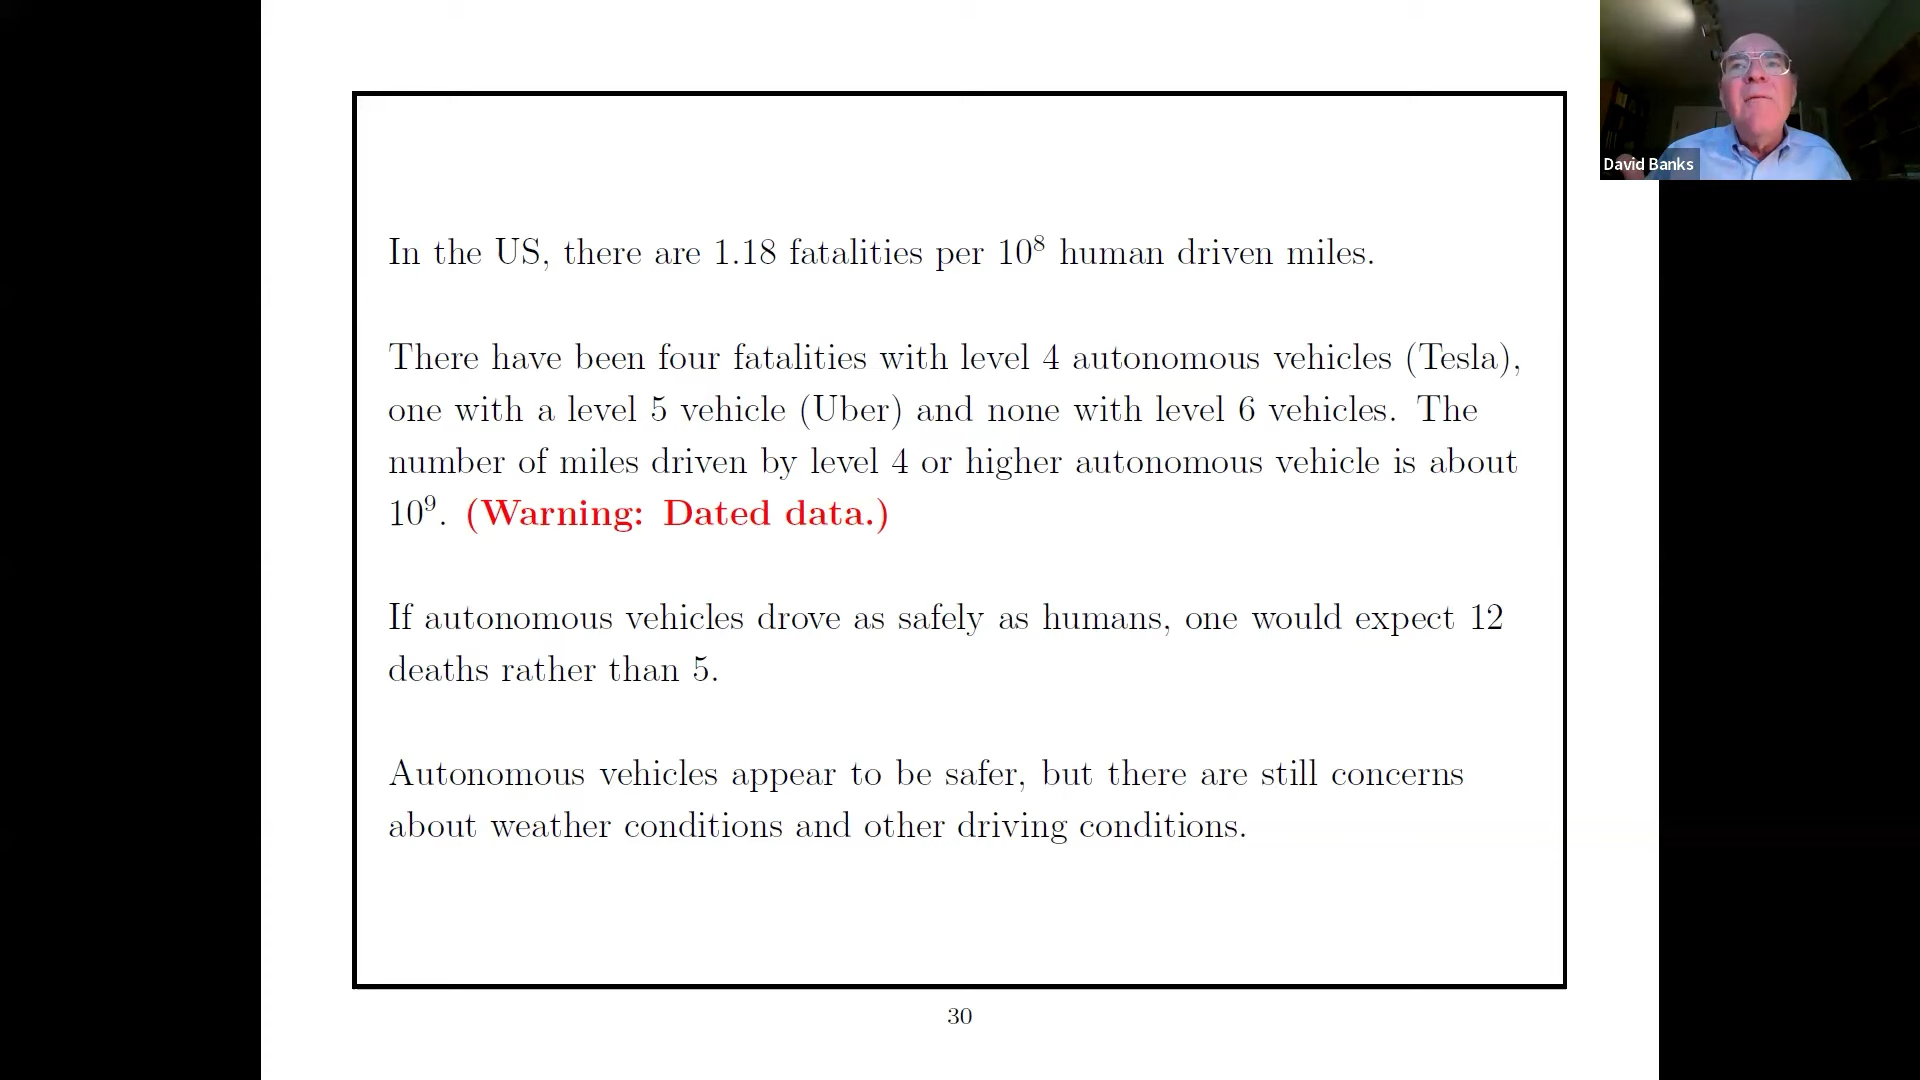 David Banks
In the US, there are 1.18 fatalities per 10⁸ human driven miles.
There have been four fatalities with level 4 autonomous vehicles (Tesla),
one with a level 5 vehicle (Uber) and none with level 6 vehicles. The
number of miles driven by level 4 or higher autonomous vehicle is about
10⁹. (Warning: Dated data.)
If autonomous vehicles drove as safely as humans, one would expect 12
deaths rather than 5.
Autonomous vehicles appear to be safer, but there are still concerns
about weather conditions and other driving conditions.
30